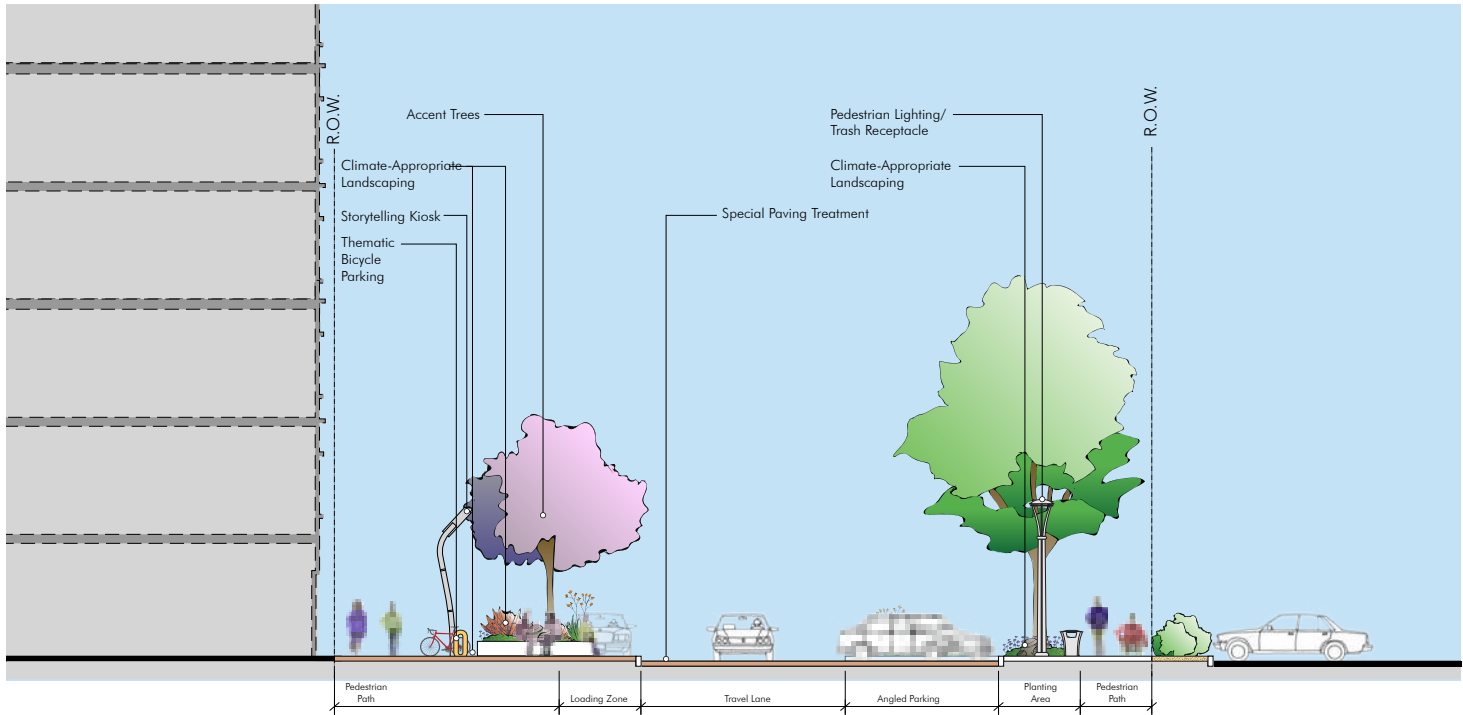 R.O.W.
R.O.W.
Accent Trees
Climate-Appropriate
Landscaping
Storytelling Kiosk
Thematic
Bicycle
Parking
Special Paving Treatment
Pedestrian Lighting/
Trash Receptacle
Climate-Appropriate
Landscaping
Pedestrian
Path
Loading Zone
Travel Lane
Angled Parking
Planting
Area
Pedestrian
Path